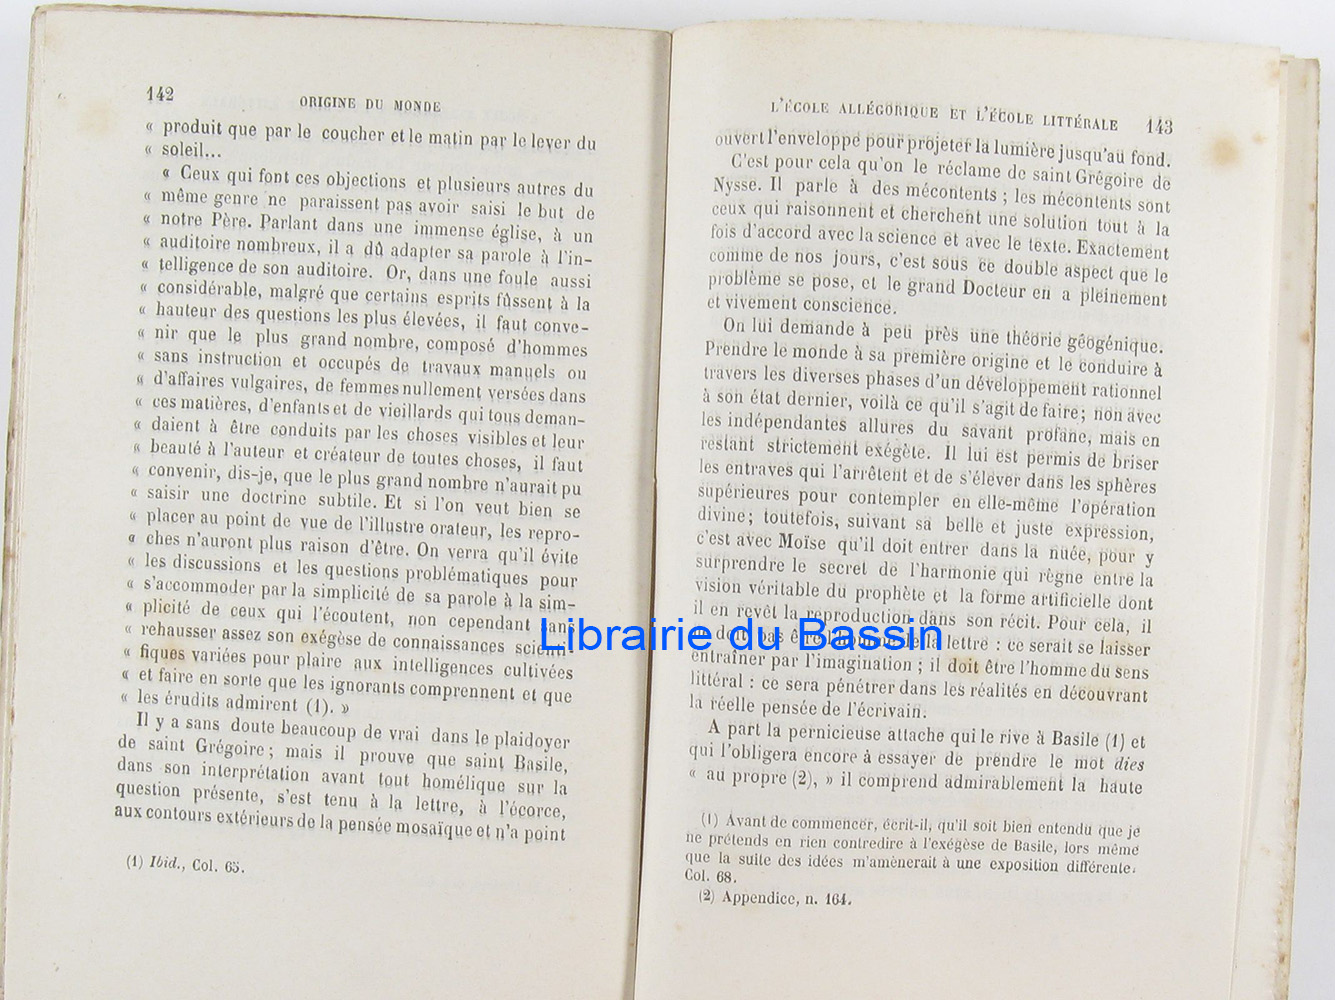 142
ORIGINE DU MONDE
« produit que par le coucher et le matin par le lever du
« soleil...
« Ceux qui font ces objections et plusieurs autres du
« même genre ne paraissent pas avoir saisi le but de
« notre Père. Parlant dans une immense église, à un
« auditoire nombreux, il a dû adapter sa parole à l'in-
« telligence de son auditoire. Or, dans une foule aussi
« considérable, malgré que certains esprits fûssent à la
« hauteur des questions les plus élevées, il faut conve-
« nir que le plus grand nombre, composé d'hommes
« sans instruction et occupés de travaux manuels ou
« d'affaires vulgaires, de femmes nullement versées dans
« ces matières, d'enfants et de vieillards qui tous deman-
« daient à être conduits par les choses visibles et leur
« beauté à l'auteur et créateur de toutes choses, il faut
« convenir, dis-je, que le plus grand nombre n'aurait pu
« saisir une doctrine subtile. Et si l'on veut bien se
« placer au point de vue de l'illustre orateur, les repro-
« ches n'auront plus raison d'être. On verra qu'il évite
« les discussions et les questions problématiques pour
« s'accommoder par la simplicité de sa parole à la sim-
« plicité de ceux qui l'écoutent, non cependant sans
« rehausser assez son exégèse de connaissances scienti-
« fiques variées pour plaire aux intelligences cultivées
« et faire en sorte que les ignorants comprennent et que
« les érudits admirent (1). »
Il y a sans doute beaucoup de vrai dans le plaidoyer
de saint Grégoire ; mais il prouve que saint Basile,
dans son interprétation avant tout homélique sur la
question présente, s'est tenu à la lettre, à l'écorce,
aux contours extérieurs de la pensée mosaïque et n'a point
(1) Ibid., Col. 65.
L'ÉCOLE ALLÉGORIQUE ET L'ÉCOLE LITTÉRALE 143
ouvert l'enveloppe pour projeter la lumière jusqu'au fond.
C'est pour cela qu'on le réclame de saint Grégoire de
Nysse. Il parle à des mécontents ; les mécontents sont
ceux qui raisonnent et cherchent une solution tout à la
fois d'accord avec la science et avec le texte. Exactement
comme de nos jours, c'est sous ce double aspect que le
problème se pose, et le grand Docteur en a pleinement
et vivement conscience.
On lui demande à peu près une théorie géogénique.
Prendre le monde à sa première origine et le conduire à
travers les diverses phases d'un développement rationnel
à son état dernier, voilà ce qu'il s'agit de faire ; non avec
les indépendantes allures du savant profane, mais en
restant strictement exégète. Il lui est permis de briser
les entraves qui l'arrêtent et de s'élever dans les sphères
supérieures pour contempler en elle-même l'opération
divine ; toutefois, suivant sa belle et juste expression,
c'est avec Moïse qu'il doit entrer dans la nuée, pour y
surprendre le secret de l'harmonie qui règne entre la
vision véritable du prophète et la forme artificielle dont
il en revêt la reproduction dans son récit. Pour cela, il
ne doit pas être l'homme de la lettre : ce serait se laisser
entraîner par l'imagination ; il doit être l'homme du sens
littéral : ce sera pénétrer dans les réalités en découvrant
la réelle pensée de l'écrivain.
A part la pernicieuse attache qui le rive à Basile (1) et
qui l'obligera encore à essayer de prendre le mot dies
« au propre (2), » il comprend admirablement la haute
(1) Avant de commencer, écrit-il, qu'il soit bien entendu que je
ne prétends en rien contredire à l'exégèse de Basile, lors même
que la suite des idées m'amènerait à une exposition différente.
Col. 68.
(2) Appendice, n. 164.
Librairie du Bassin